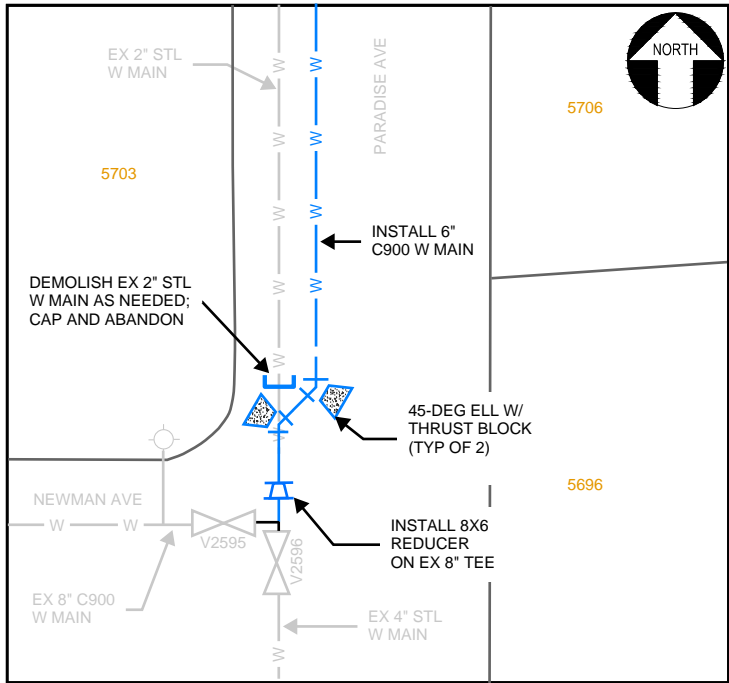 EX 2" STL
W MAIN
W
W
PARADISE AVE
NORTH
5706
W
W
5703
W
W
INSTALL 6"
C900 W MAIN
DEMOLISH EX 2" STL
W MAIN AS NEEDED;
CAP AND ABANDON
W
W
W
45-DEG ELL W/
THRUST BLOCK
(TYP OF 2)
W
5696
NEWMAN AVE
W
W
V2595
V2596
INSTALL 8X6
REDUCER
ON EX 8" TEE
EX 8" C900
W MAIN
EX 4" STL
W MAIN
W